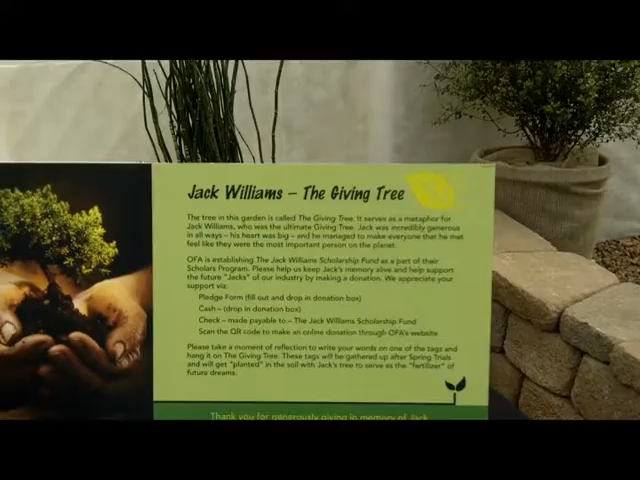 Jack Williams – The Giving Tree
The tree in this garden is called The Giving Tree. It serves as a metaphor for
Jack Williams, who was the ultimate Giving Tree. Jack was incredibly generous
in all ways – his heart was big – and he managed to make everyone that he met
feel like they were the most important person on the planet.
OFA is establishing The Jack Williams Scholarship Fund as a part of their
Scholars Program. Please help us keep Jack's memory alive and help support
the future "Jacks" of our industry by making a donation. We appreciate your
support via:
Pledge Form (fill out and drop in donation box)
Cash – (drop in donation box)
Check – made payable to – The Jack Williams Scholarship Fund
Scan the QR code to make an online donation through OFA's website
Please take a moment of reflection to write your words on one of the tags and
hang it on The Giving Tree. These tags will be gathered up after Spring Trials
and will get "planted" in the soil with Jack's tree to serve as the "fertilizer" of
future dreams.
Thank you for generously giving in memory of Jack